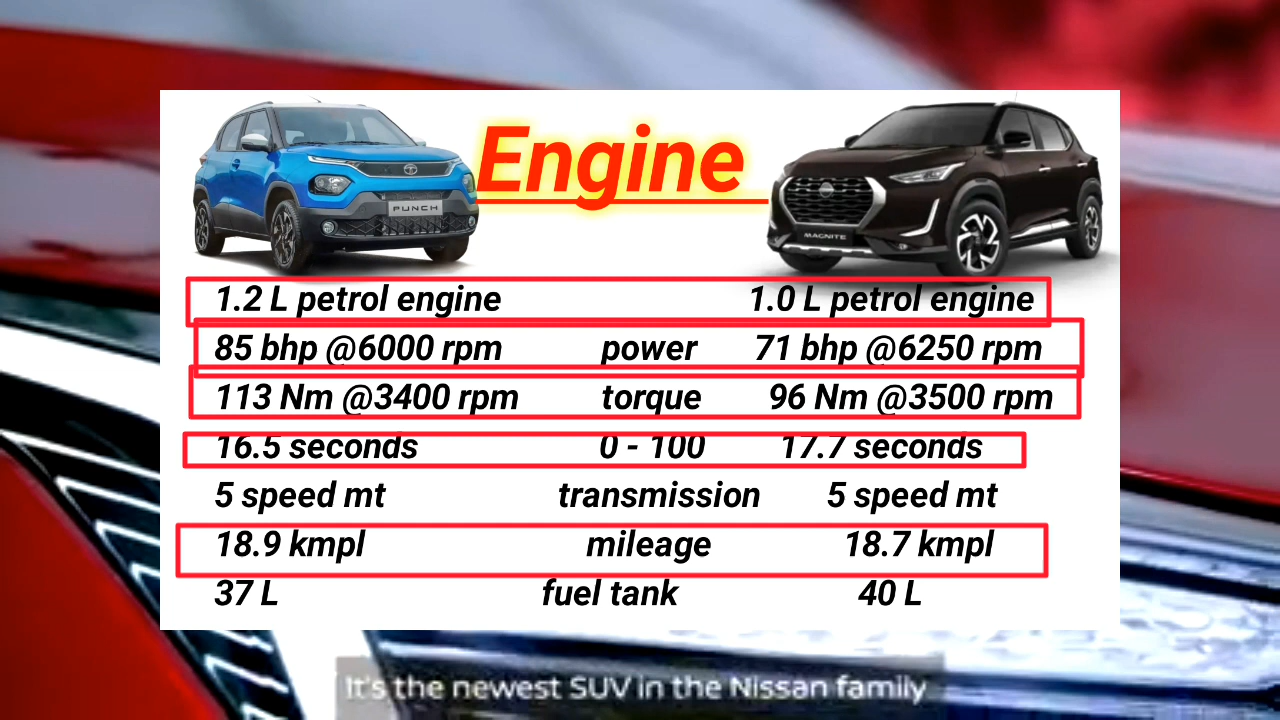 Engine
PUNCH
MAGNITE
1.2 L petrol engine 1.0 L petrol engine
85 bhp @6000 rpm power 71 bhp @6250 rpm
113 Nm @3400 rpm torque 96 Nm @3500 rpm
16.5 seconds 0 - 100 17.7 seconds
5 speed mt transmission 5 speed mt
18.9 kmpl mileage 18.7 kmpl
37 L fuel tank 40 L
It's the newest SUV in the Nissan family